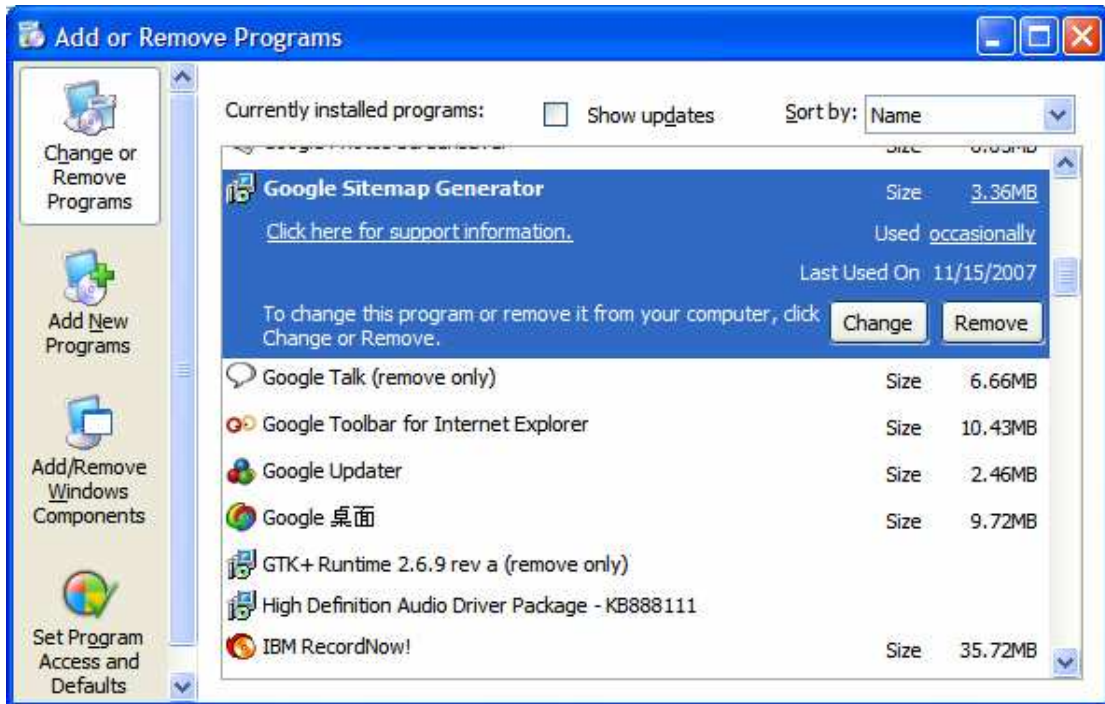 Add or Remove Programs
Change or
Remove
Programs
Add New
Programs
Add/Remove
Windows
Components
Set Program
Access and
Defaults
Currently installed programs: Show updates Sort by: Name
Google Sitemap Generator Size 3.36MB
Click here for support information. Used occasionally
Last Used On 11/15/2007
To change this program or remove it from your computer, click
Change or Remove. Change Remove
Google Talk (remove only) Size 6.66MB
Google Toolbar for Internet Explorer Size 10.43MB
Google Updater Size 2.46MB
Google 桌面 Size 9.72MB
GTK+ Runtime 2.6.9 rev a (remove only)
High Definition Audio Driver Package - KB888111
IBM RecordNow! Size 35.72MB